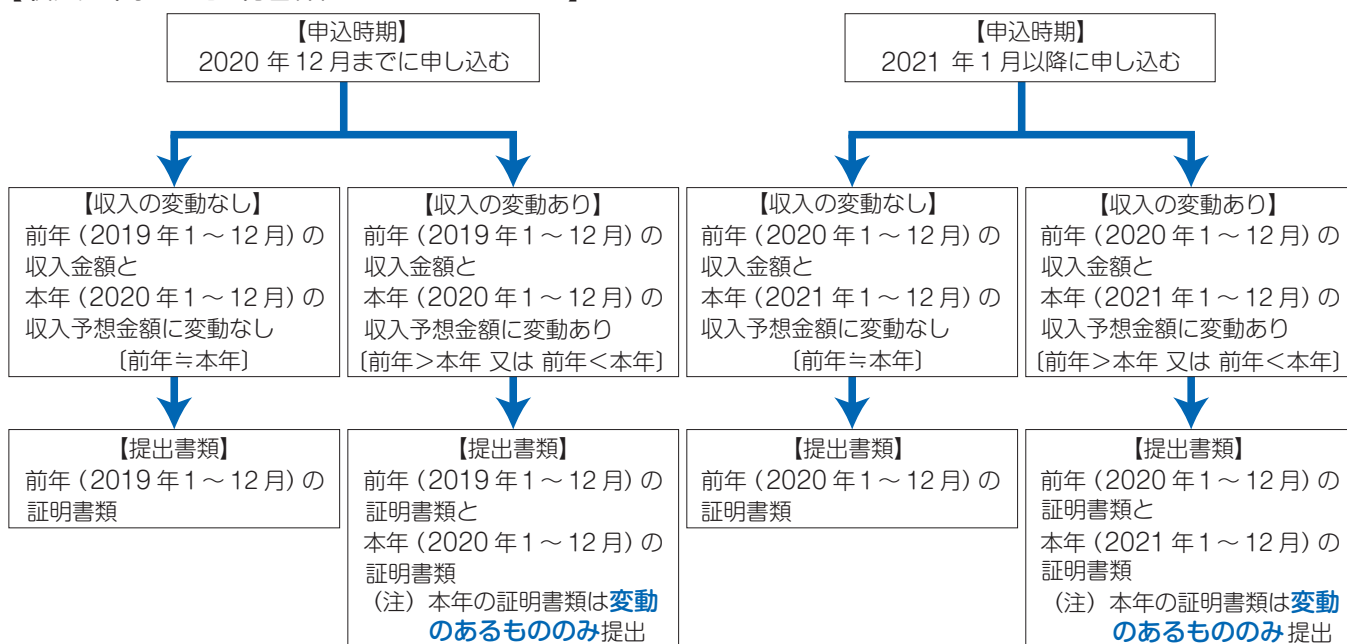 【申込時期】
2020 年 12 月までに申し込む
【申込時期】
2021 年 1 月以降に申し込む
【収入の変動なし】
前年（2019 年 1 ～ 12 月）の
収入金額と
本年（2020 年 1 ～ 12 月）の
収入予想金額に変動なし
〔前年≒本年〕
【収入の変動あり】
前年（2019 年 1 ～ 12 月）の
収入金額と
本年（2020 年 1 ～ 12 月）の
収入予想金額に変動あり
〔前年＞本年 又は 前年＜本年〕
【収入の変動なし】
前年（2020 年 1 ～ 12 月）の
収入金額と
本年（2021 年 1 ～ 12 月）の
収入予想金額に変動なし
〔前年≒本年〕
【収入の変動あり】
前年（2020 年 1 ～ 12 月）の
収入金額と
本年（2021 年 1 ～ 12 月）の
収入予想金額に変動あり
〔前年＞本年 又は 前年＜本年〕
【提出書類】
前年（2019 年 1 ～ 12 月）の
証明書類
【提出書類】
前年（2019 年 1 ～ 12 月）の
証明書類と
本年（2020 年 1 ～ 12 月）の
証明書類
（注）本年の証明書類は変動
のあるもののみ提出
【提出書類】
前年（2020 年 1 ～ 12 月）の
証明書類
【提出書類】
前年（2020 年 1 ～ 12 月）の
証明書類と
本年（2021 年 1 ～ 12 月）の
証明書類
（注）本年の証明書類は変動
のあるもののみ提出